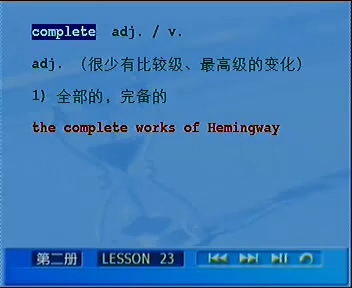 complete adj. / v.
adj. (很少有比较级、最高级的变化)
1) 全部的，完备的
the complete works of Hemingway
第二册 LESSON 23